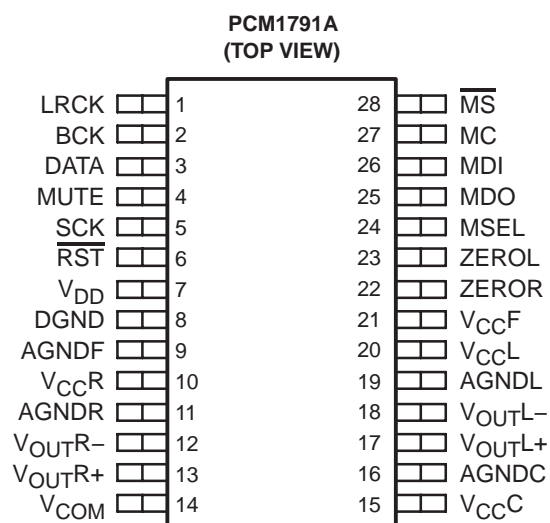 PCM1791A
(TOP VIEW)
LRCK 1 28 M̅S̅
BCK 2 27 MC
DATA 3 26 MDI
MUTE 4 25 MDO
SCK 5 24 MSEL
R̅S̅T̅ 6 23 ZEROL
VDD 7 22 ZEROR
DGND 8 21 VCCF
AGNDF 9 20 VCCL
VCCR 10 19 AGNDL
AGNDR 11 18 VOUTL–
VOUTR– 12 17 VOUTL+
VOUTR+ 13 16 AGNDC
VCOM 14 15 VCCC